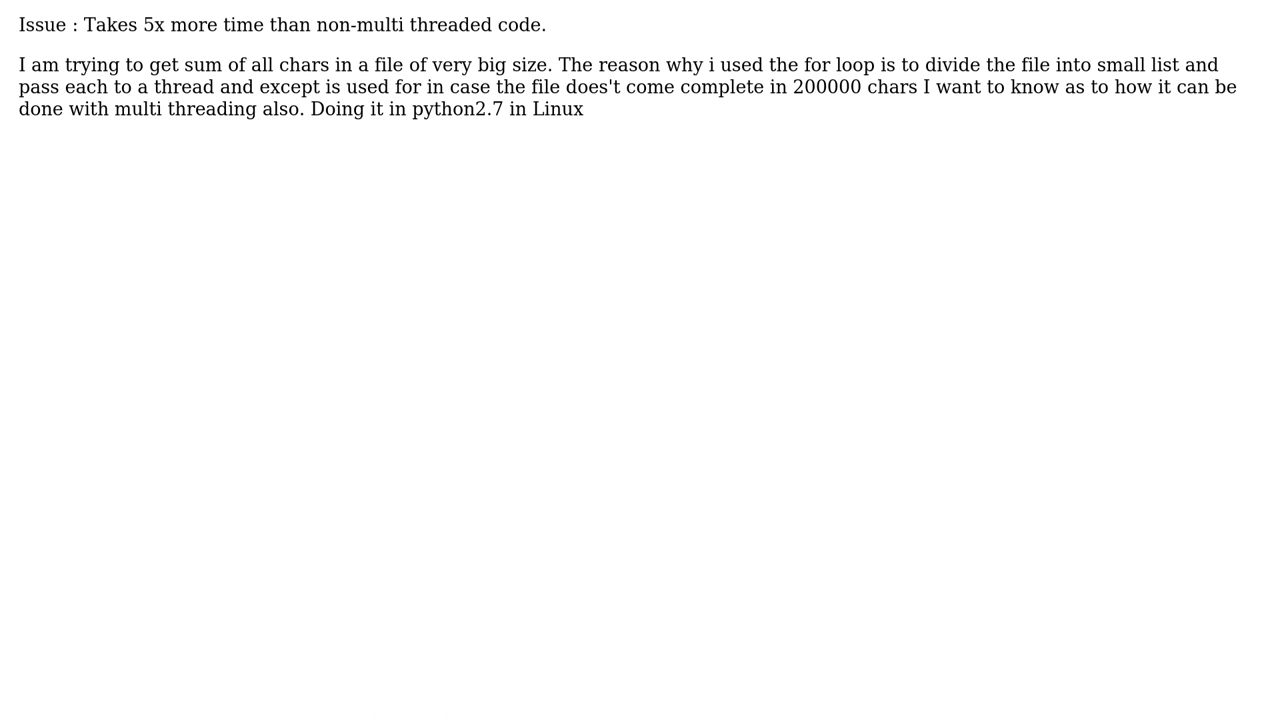 Issue : Takes 5x more time than non-multi threaded code.
I am trying to get sum of all chars in a file of very big size. The reason why i used the for loop is to divide the file into small list and
pass each to a thread and except is used for in case the file does't come complete in 200000 chars I want to know as to how it can be
done with multi threading also. Doing it in python2.7 in Linux